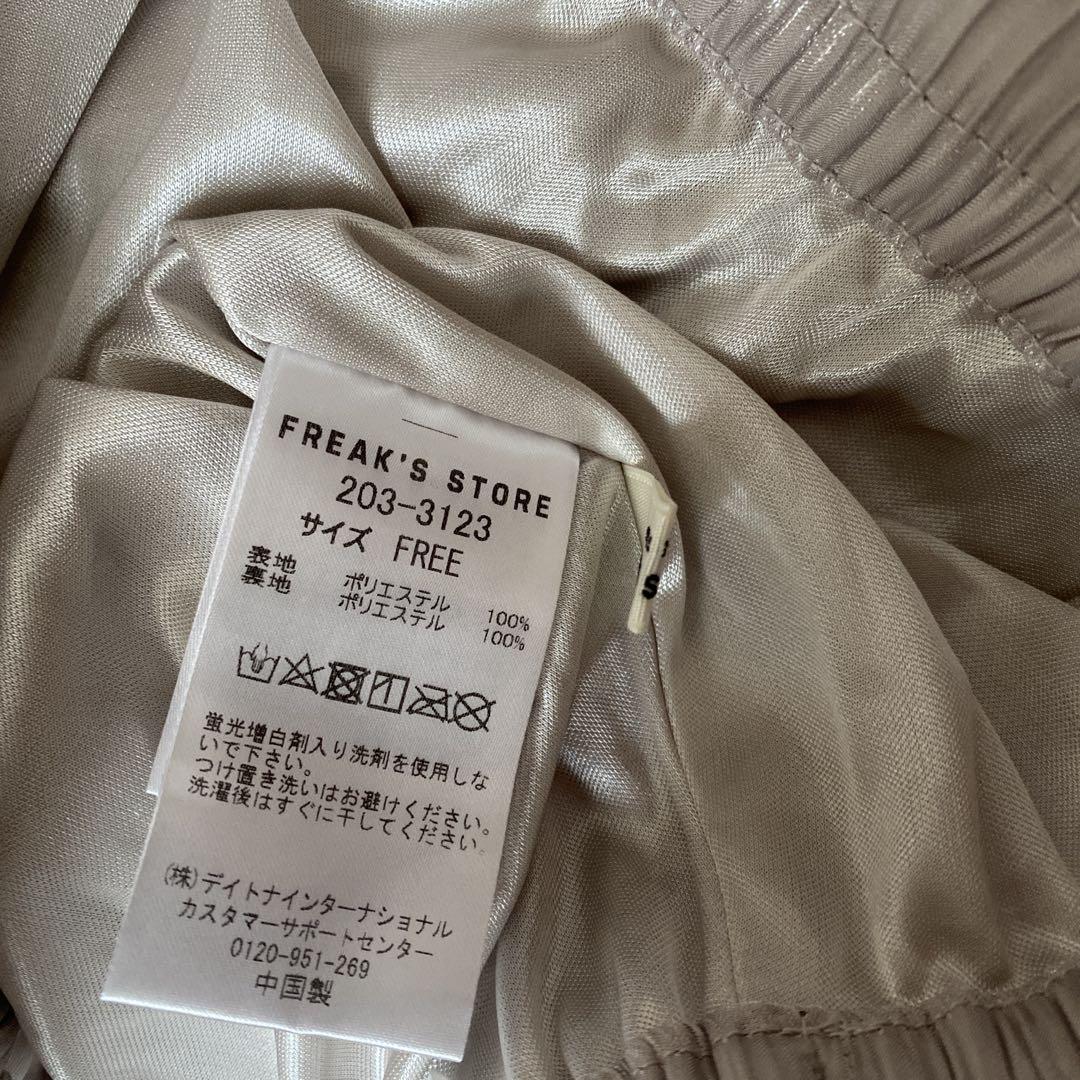 FREAK'S STORE
203-3123
サイズ FREE
表地 ポリエステル 100%
裏地 ポリエステル 100%
蛍光増白剤入り洗剤を使用しな
いで下さい。
つけ置き洗いはお避けください。
洗濯後はすぐに干してください。
(株)デイトナインターナショナル
カスタマーサポートセンター
0120-951-269
中国製
S